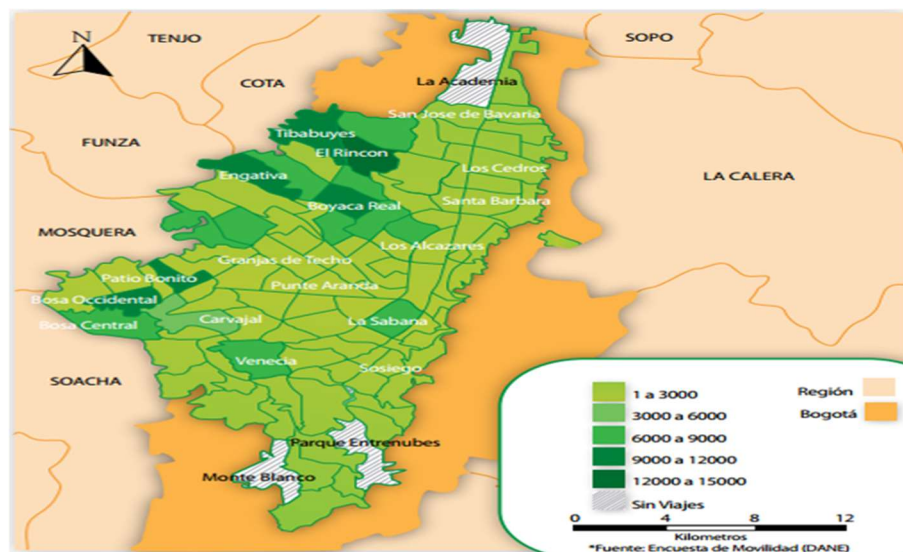 N
TENJO
SOPO
COTA
La Academia
San Jose de Bavaria
Tibabuyes
FUNZA
El Rincon
Los Cedros
Engativa
LA CALERA
Boyaca Real
Santa Barbara
MOSQUERA
Los Alcazares
Granjas de Techo
Patio Bonito
Punte Aranda
Bosa Occidental
Bosa Central
Carvajal
La Sabana
Venecia
Sosiego
SOACHA
1 a 3000
Región
3000 a 6000
Bogotá
6000 a 9000
Parque Entrenubes
9000 a 12000
Monte Blanco
12000 a 15000
Sin Viajes
0 4 8 12
Kilometros
*Fuente: Encuesta de Movilidad (DANE)